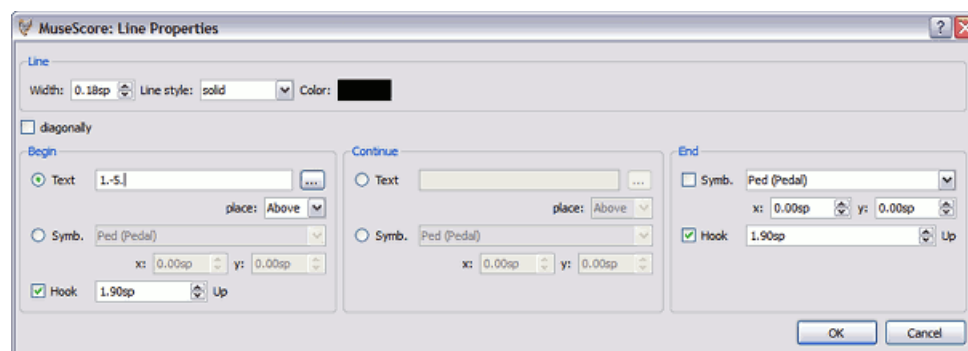 MuseScore: Line Properties
Line
Width: 0.18sp Line style: solid Color:
diagonally
Begin
Text 1.-5. ...
place: Above
Symb. Ped (Pedal)
x: 0.00sp y: 0.00sp
Hook 1.90sp Up
Continue
Text ...
place: Above
Symb. Ped (Pedal)
x: 0.00sp y: 0.00sp
End
Symb. Ped (Pedal)
x: 0.00sp y: 0.00sp
Hook 1.90sp Up
OK Cancel